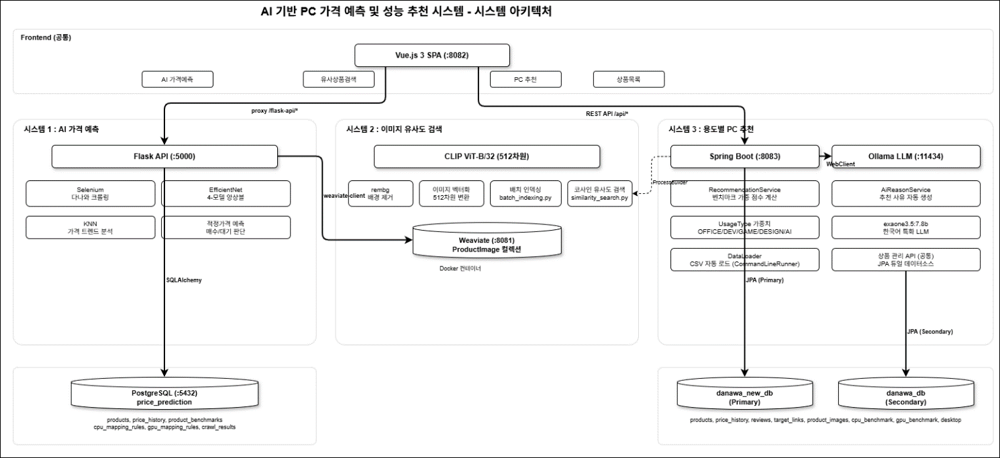 AI 기반 PC 가격 예측 및 성능 추천 시스템 - 시스템 아키텍처
Frontend (공통)
Vue.js 3 SPA (:8082)
AI 가격예측
유사상품검색
PC 추천
상품목록
proxy /flask-api/*
REST API /api/*
시스템 1 : AI 가격 예측
Flask API (:5000)
Selenium
다나와 크롤링
EfficientNet
4-모델 앙상블
KNN
가격 트렌드 분석
적정가격 예측
매수/대기 판단
weaviate-client
SQLAlchemy
시스템 2 : 이미지 유사도 검색
CLIP ViT-B/32 (512차원)
rembg
배경 제거
이미지 벡터화
512차원 변환
배치 인덱싱
batch_indexing.py
코사인 유사도 검색
similarity_search.py
Weaviate (:8081)
ProductImage 컬렉션
Docker 컨테이너
시스템 3 : 용도별 PC 추천
Spring Boot (:8083)
WebClient
Ollama LLM (:11434)
ProcessBuilder
RecommendationService
벤치마크 가중 점수 계산
AiReasonService
추천 사유 자동 생성
UsageType 가중치
OFFICE/DEV/GAME/DESIGN/AI
exaone3.5:7.8b
한국어 특화 LLM
DataLoader
CSV 자동 로드 (CommandLineRunner)
상품 관리 API (공통)
JPA 듀얼 데이터소스
JPA (Primary)
JPA (Secondary)
PostgreSQL (:5432)
price_prediction
products, price_history, product_benchmarks
cpu_mapping_rules, gpu_mapping_rules, crawl_results
danawa_new_db
(Primary)
danawa_db
(Secondary)
products, price_history, reviews, target_links, product_images, cpu_benchmark, gpu_benchmark, desktop